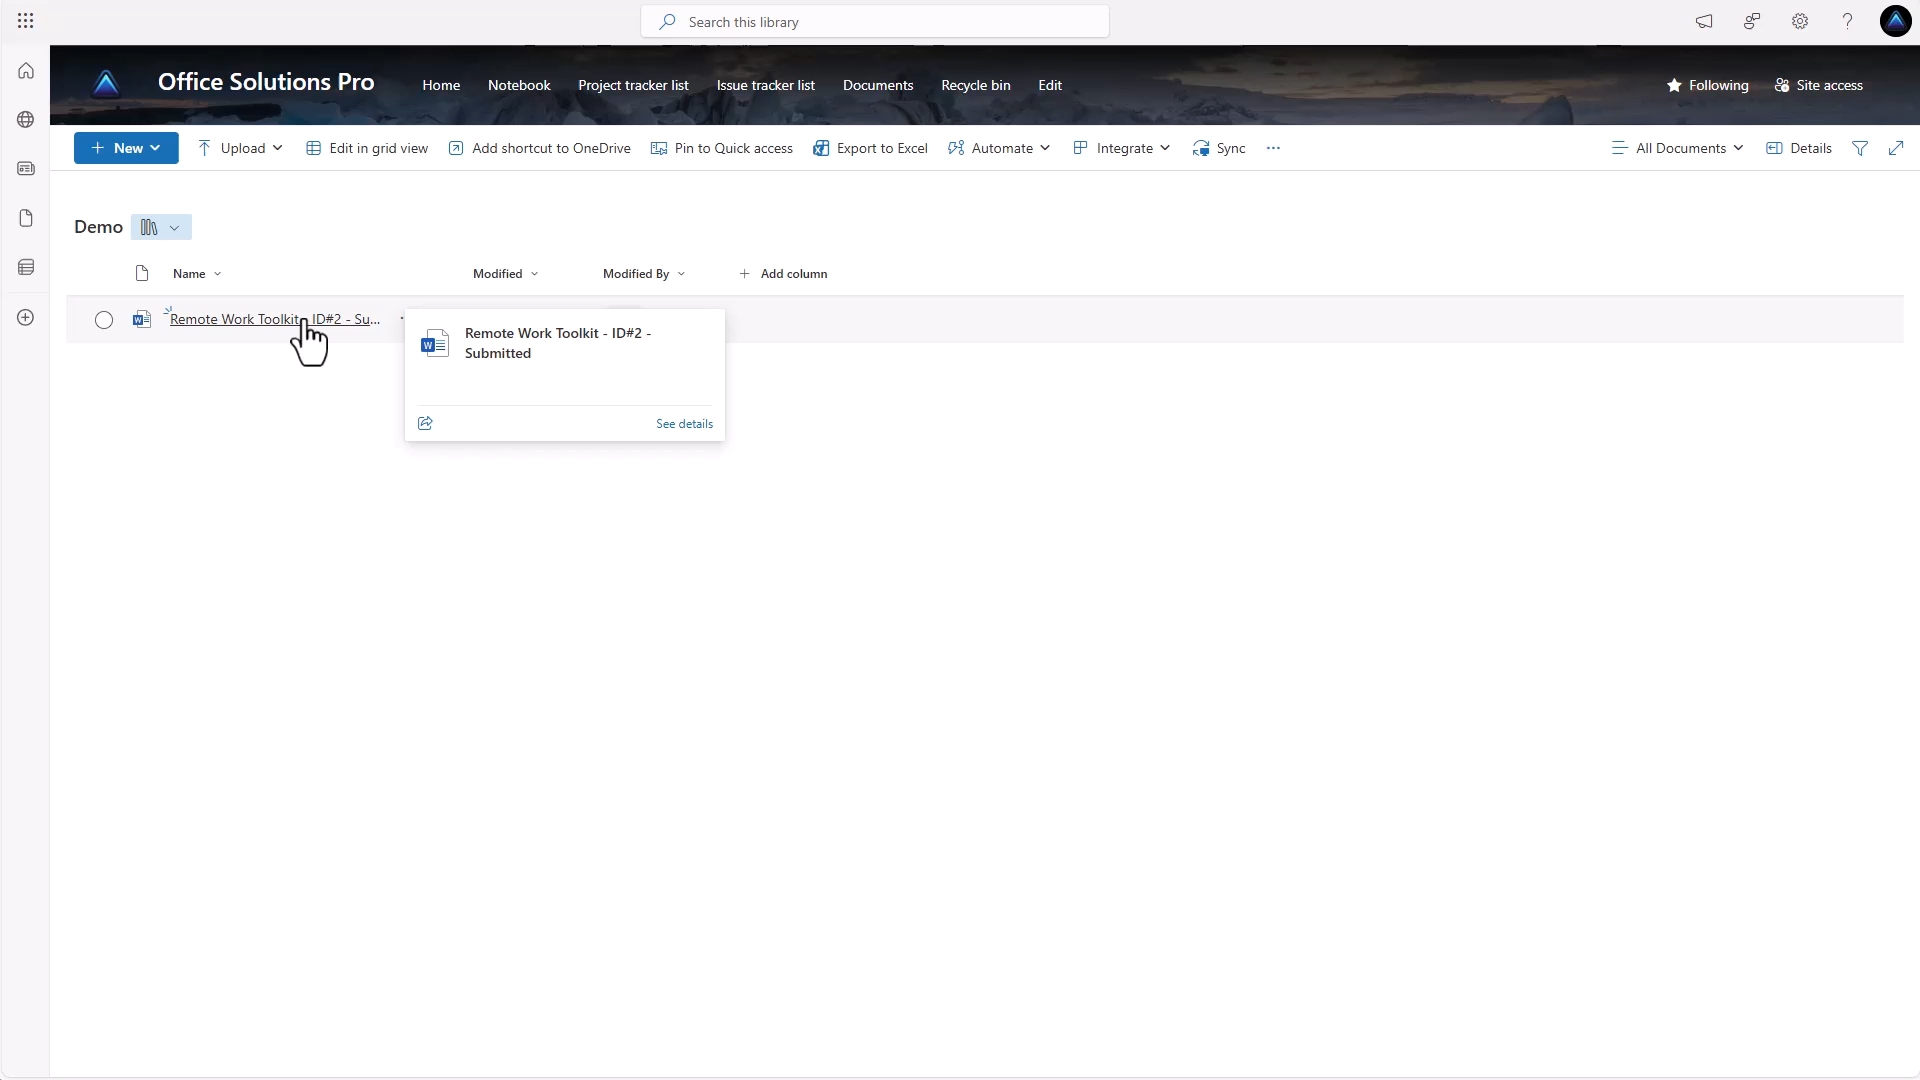 Search this library
Office Solutions Pro
Home Notebook Project tracker list Issue tracker list Documents Recycle bin Edit
Following Site access
New Upload Edit in grid view Add shortcut to OneDrive Pin to Quick access Export to Excel Automate Integrate Sync ... All Documents Details
Demo
Name Modified Modified By + Add column
Remote Work Toolkit - ID#2 - Su...
Remote Work Toolkit - ID#2 -
Submitted
See details